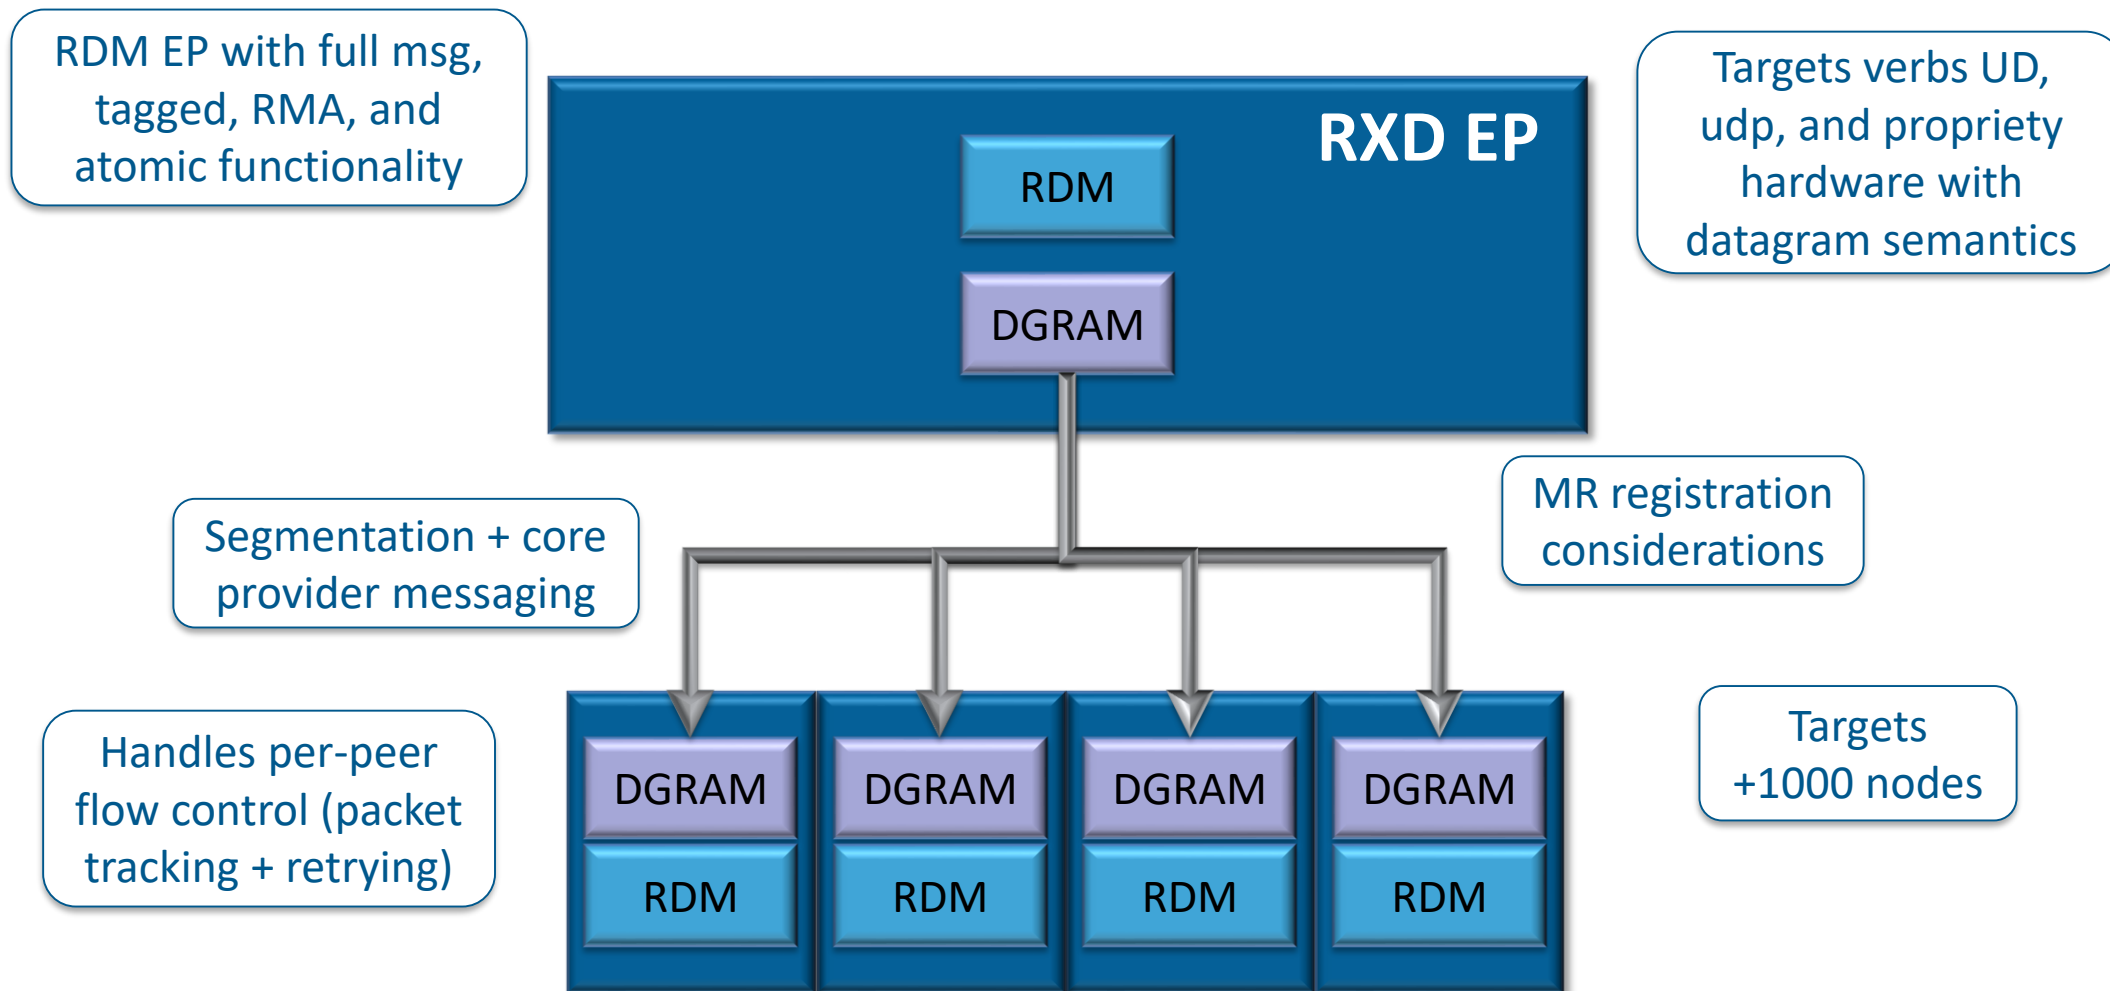 RDM EP with full msg,
tagged, RMA, and
atomic functionality
RXD EP
RDM
DGRAM
Targets verbs UD,
udp, and propriety
hardware with
datagram semantics
Segmentation + core
provider messaging
MR registration
considerations
Handles per-peer
flow control (packet
tracking + retrying)
DGRAM
DGRAM
DGRAM
DGRAM
RDM
RDM
RDM
RDM
Targets
+1000 nodes